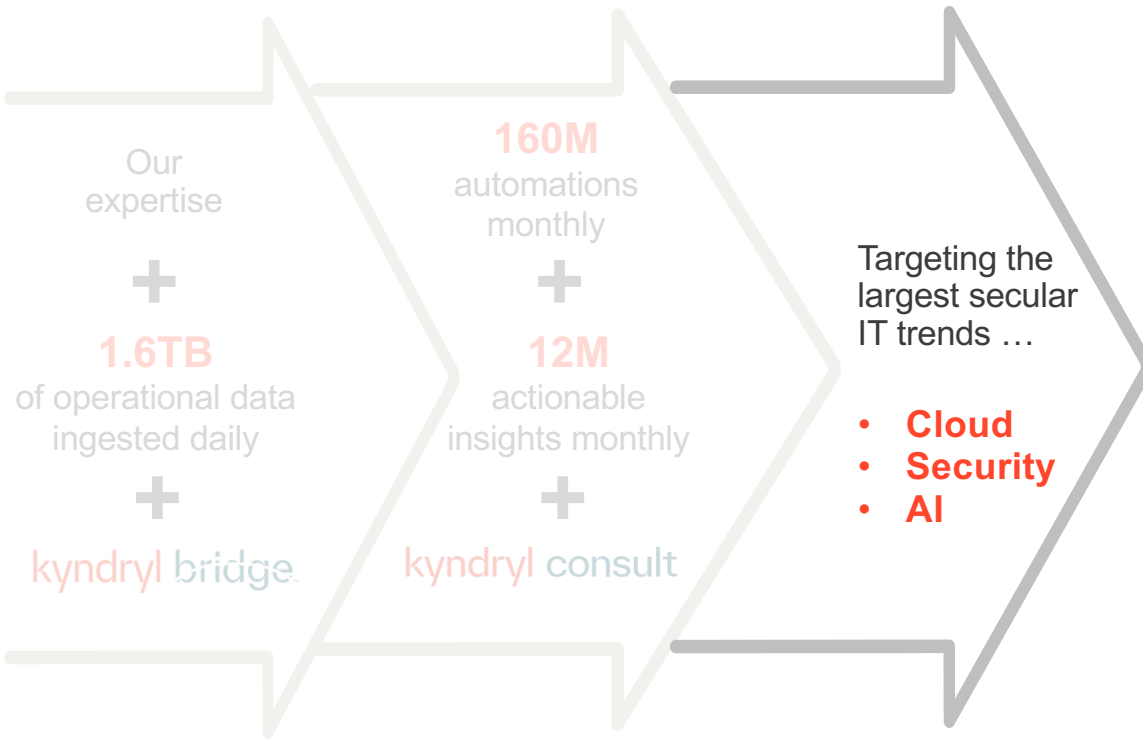 Our
expertise
+
1.6TB
of operational data
ingested daily
+
kyndryl bridge
160M
automations
monthly
+
12M
actionable
insights monthly
+
kyndryl consult
Targeting the
largest secular
IT trends …
• Cloud
• Security
• AI